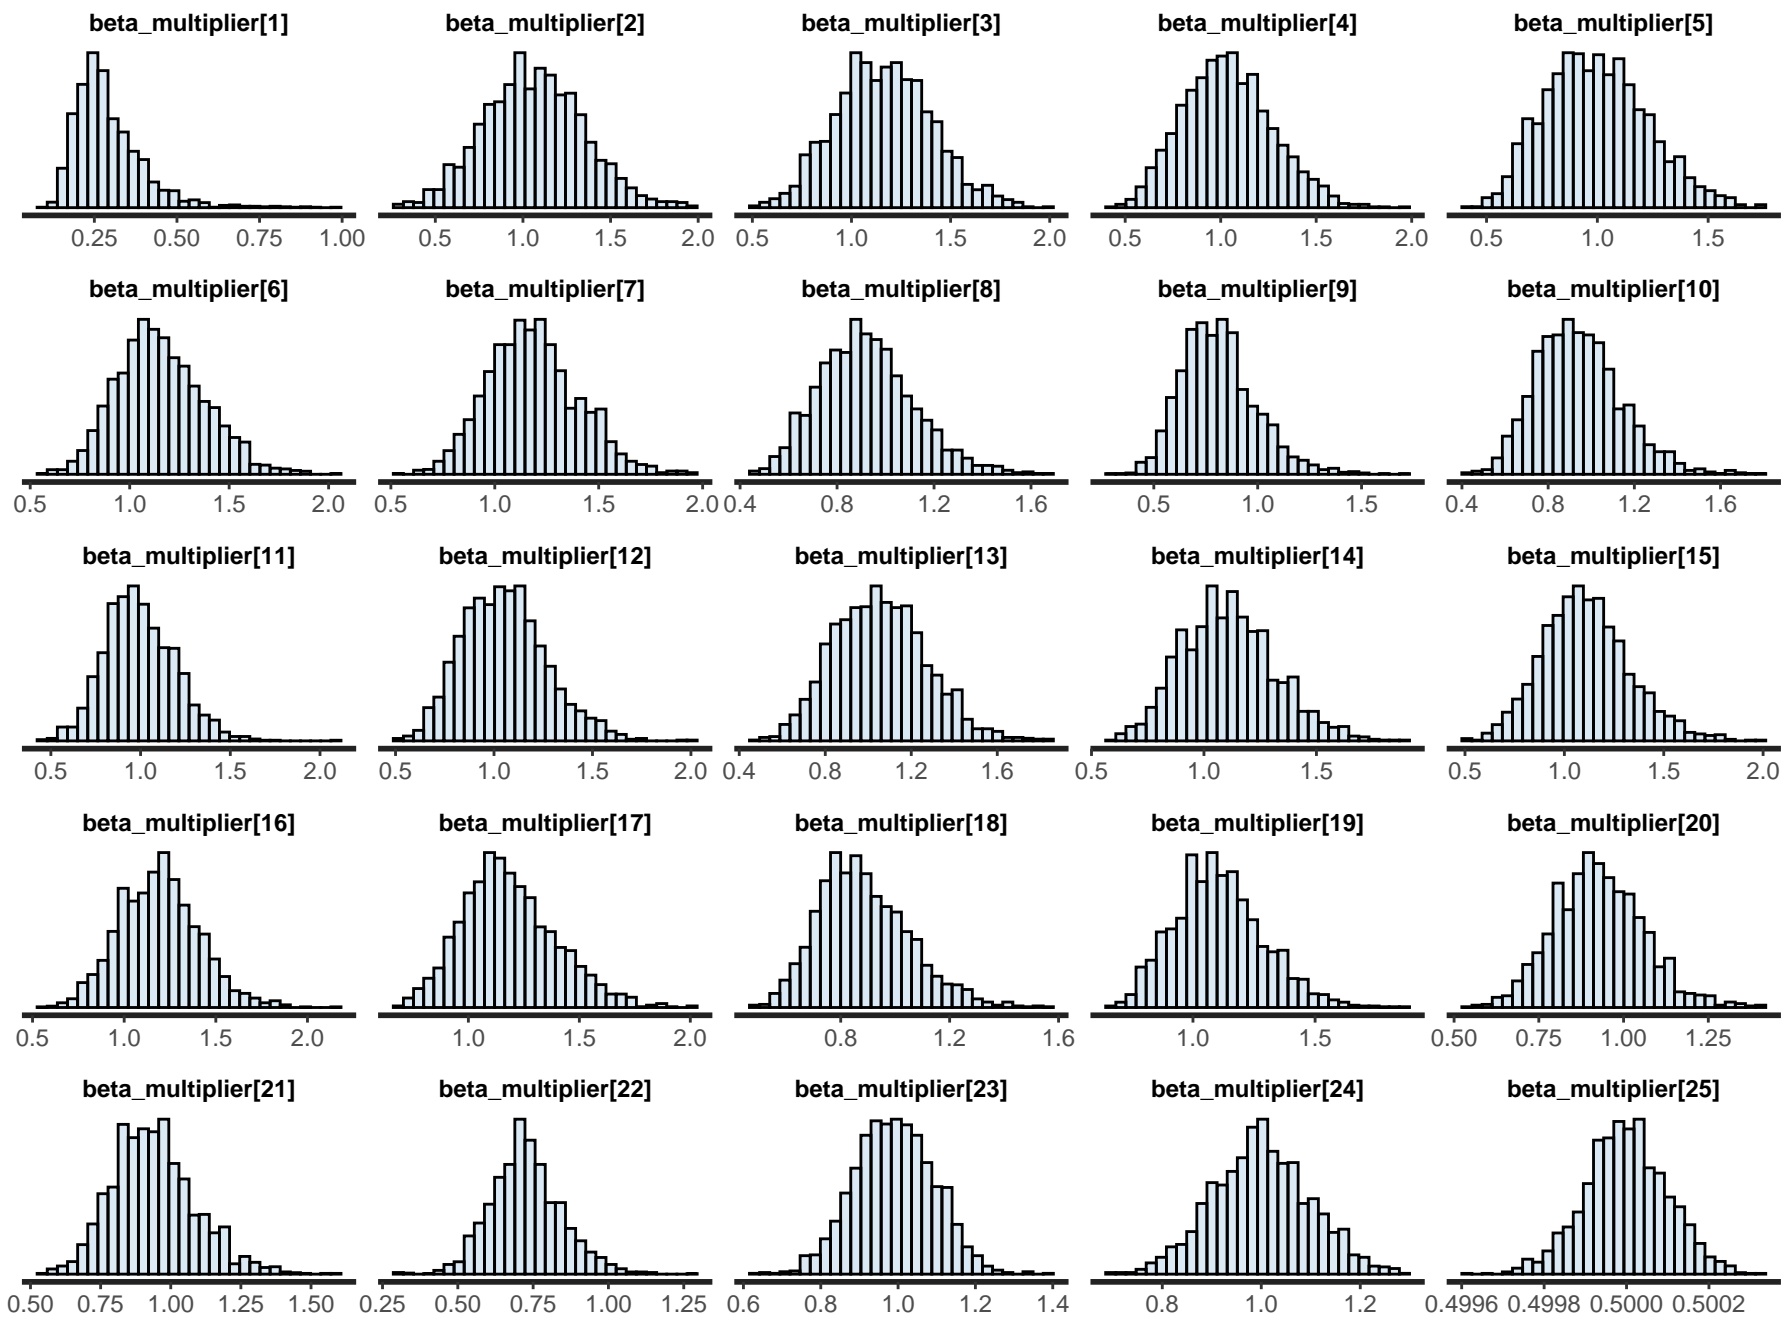 beta_multiplier[1] beta_multiplier[2] beta_multiplier[3] beta_multiplier[4] beta_multiplier[5]
0.25 0.50 0.75 1.00 0.5 1.0 1.5 2.0 0.5 1.0 1.5 2.0 0.5 1.0 1.5 2.0 0.5 1.0 1.5
beta_multiplier[6] beta_multiplier[7] beta_multiplier[8] beta_multiplier[9] beta_multiplier[10]
0.5 1.0 1.5 2.0 0.5 1.0 1.5 2.0 0.4 0.8 1.2 1.6 0.5 1.0 1.5 0.4 0.8 1.2 1.6
beta_multiplier[11] beta_multiplier[12] beta_multiplier[13] beta_multiplier[14] beta_multiplier[15]
0.5 1.0 1.5 2.0 0.5 1.0 1.5 2.0 0.4 0.8 1.2 1.6 0.5 1.0 1.5 0.5 1.0 1.5 2.0
beta_multiplier[16] beta_multiplier[17] beta_multiplier[18] beta_multiplier[19] beta_multiplier[20]
0.5 1.0 1.5 2.0 1.0 1.5 2.0 0.8 1.2 1.6 1.0 1.5 0.50 0.75 1.00 1.25
beta_multiplier[21] beta_multiplier[22] beta_multiplier[23] beta_multiplier[24] beta_multiplier[25]
0.50 0.75 1.00 1.25 1.50 0.25 0.50 0.75 1.00 1.25 0.6 0.8 1.0 1.2 1.4 0.8 1.0 1.2 0.4996 0.4998 0.5000 0.5002